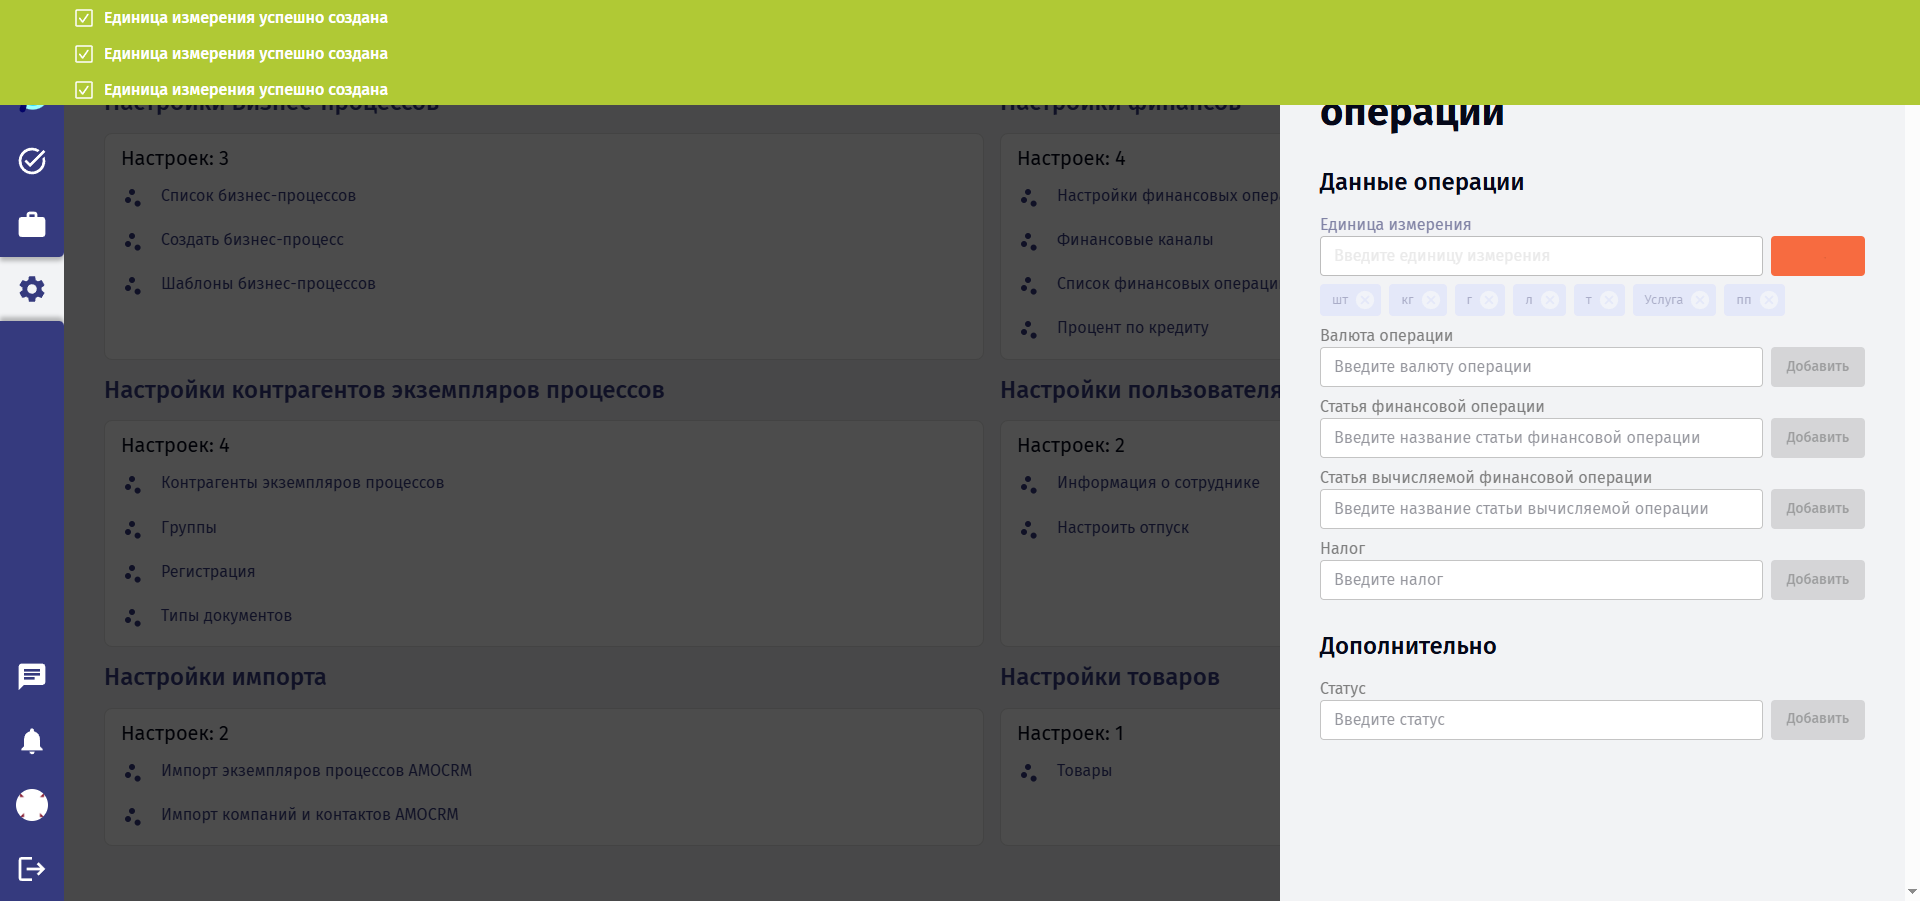 Единица измерения успешно создана
Единица измерения успешно создана
Единица измерения успешно создана
Настройки бизнес-процессов
Настройки финансов
Настроек: 3
Список бизнес-процессов
Создать бизнес-процесс
Шаблоны бизнес-процессов
Настроек: 4
Настройки финансовых опер
Финансовые каналы
Список финансовых операци
Процент по кредиту
Настройки контрагентов экземпляров процессов
Настройки пользователя
Настроек: 4
Контрагенты экземпляров процессов
Группы
Регистрация
Типы документов
Настроек: 2
Информация о сотруднике
Настроить отпуск
Настройки импорта
Настройки товаров
Настроек: 2
Импорт экземпляров процессов AMOCRM
Импорт компаний и контактов AMOCRM
Настроек: 1
Товары
операции
Данные операции
Единица измерения
Введите единицу измерения
шт кг г л т Услуга пп
Валюта операции
Введите валюту операции Добавить
Статья финансовой операции
Введите название статьи финансовой операции Добавить
Статья вычисляемой финансовой операции
Введите название статьи вычисляемой операции Добавить
Налог
Введите налог Добавить
Дополнительно
Статус
Введите статус Добавить